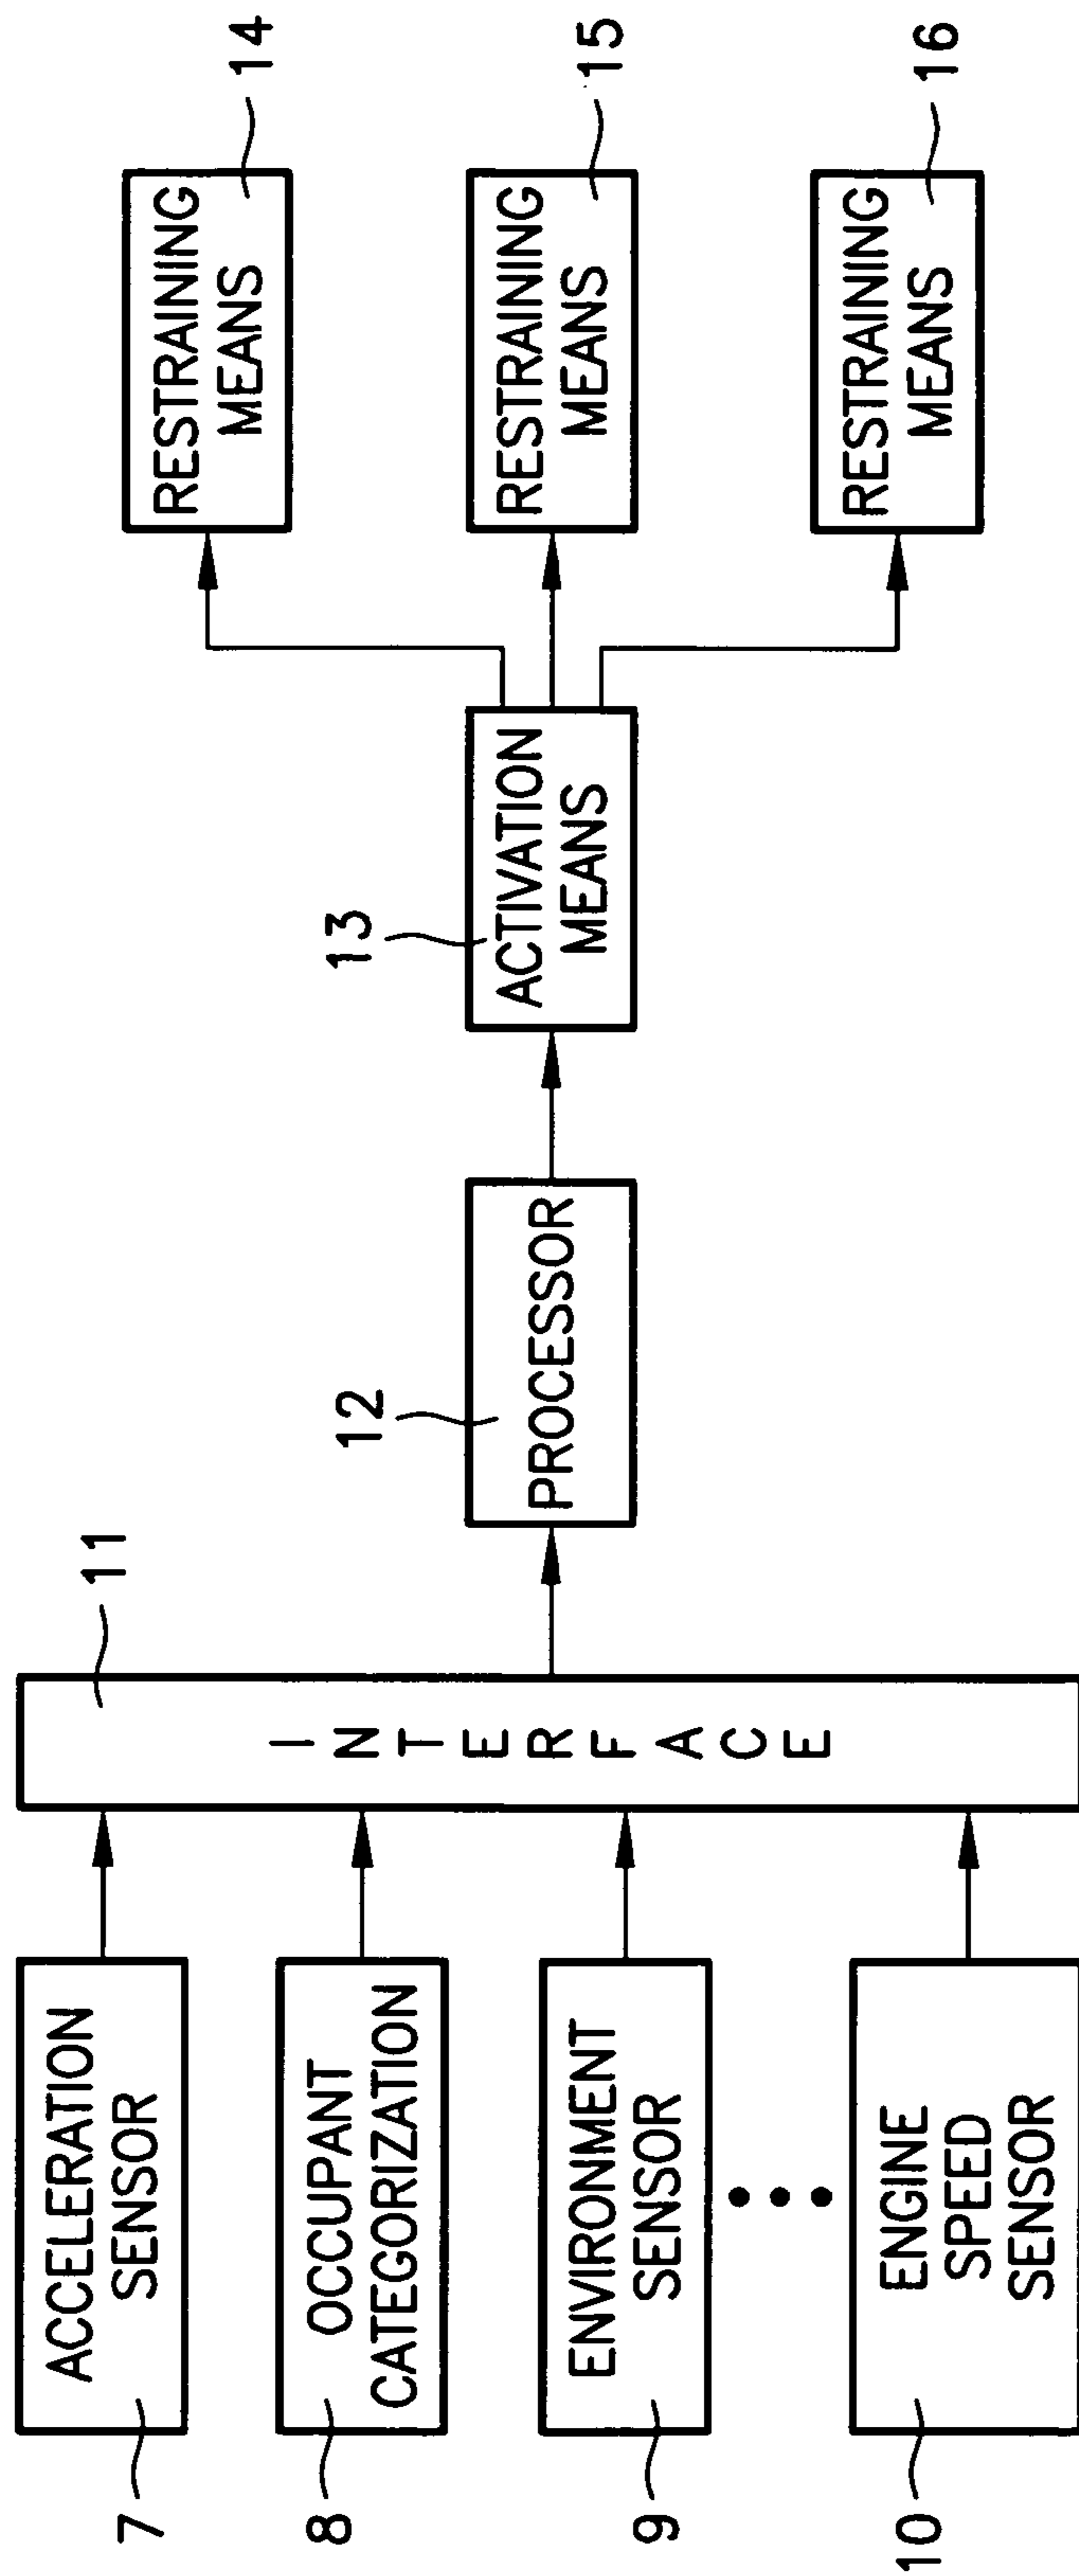 7
ACCELERATION
SENSOR
8
OCCUPANT
CATEGORIZATION
9
ENVIRONMENT
SENSOR
10
ENGINE
SPEED
SENSOR
11
INTERFACE
12
PROCESSOR
13
ACTIVATION
MEANS
14
RESTRAINING
MEANS
15
RESTRAINING
MEANS
16
RESTRAINING
MEANS